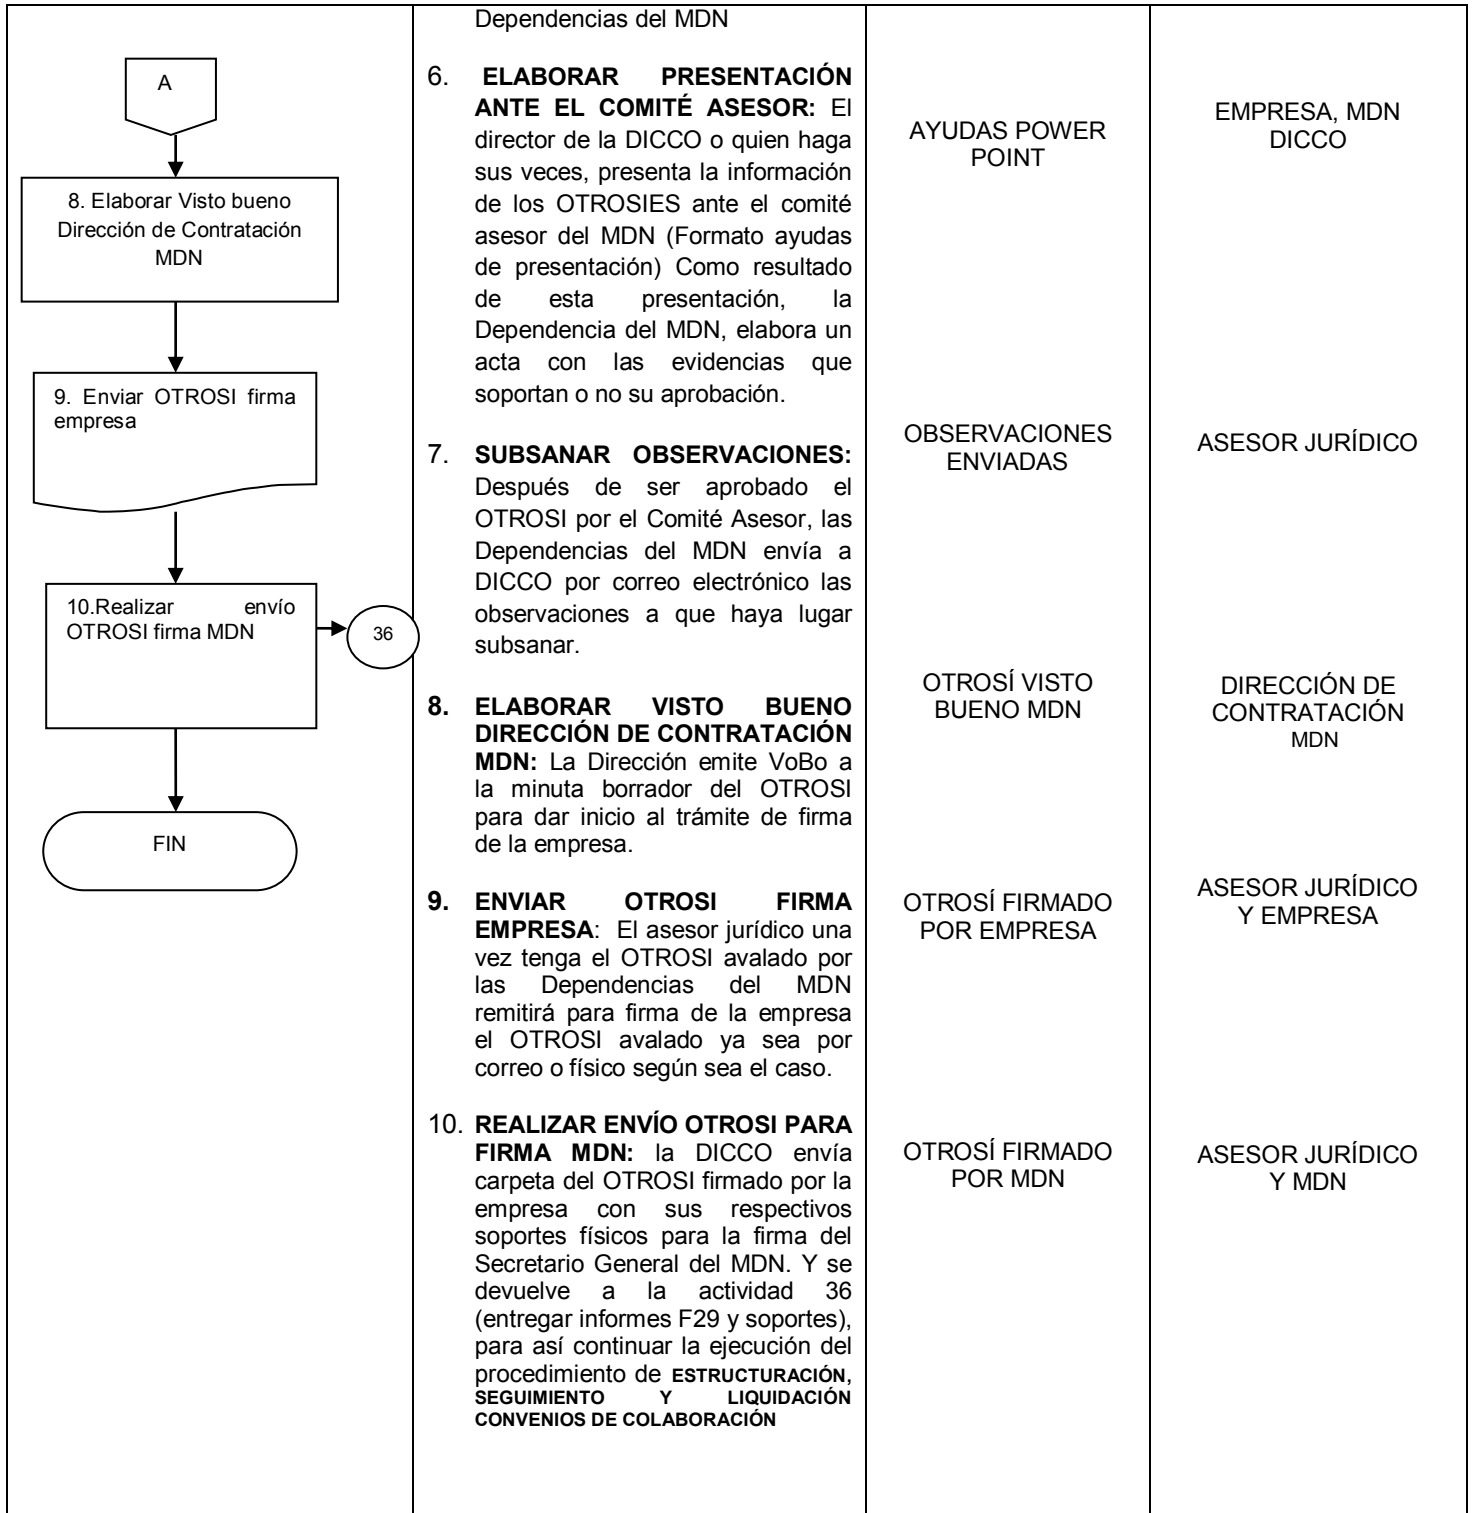 A
8. Elaborar Visto bueno
Dirección de Contratación
MDN
9. Enviar OTROSI firma
empresa
10.Realizar envío
OTROSI firma MDN
36
FIN
Dependencias del MDN
6. ELABORAR PRESENTACIÓN
ANTE EL COMITÉ ASESOR: El
director de la DICCO o quien haga
sus veces, presenta la información
de los OTROSIES ante el comité
asesor del MDN (Formato ayudas
de presentación) Como resultado
de esta presentación, la
Dependencia del MDN, elabora un
acta con las evidencias que
soportan o no su aprobación.
7. SUBSANAR OBSERVACIONES:
Después de ser aprobado el
OTROSI por el Comité Asesor, las
Dependencias del MDN envía a
DICCO por correo electrónico las
observaciones a que haya lugar
subsanar.
8. ELABORAR VISTO BUENO
DIRECCIÓN DE CONTRATACIÓN
MDN: La Dirección emite VoBo a
la minuta borrador del OTROSI
para dar inicio al trámite de firma
de la empresa.
9. ENVIAR OTROSI FIRMA
EMPRESA: El asesor jurídico una
vez tenga el OTROSI avalado por
las Dependencias del MDN
remitirá para firma de la empresa
el OTROSI avalado ya sea por
correo o físico según sea el caso.
10. REALIZAR ENVÍO OTROSI PARA
FIRMA MDN: la DICCO envía
carpeta del OTROSI firmado por la
empresa con sus respectivos
soportes físicos para la firma del
Secretario General del MDN. Y se
devuelve a la actividad 36
(entregar informes F29 y soportes),
para así continuar la ejecución del
procedimiento de ESTRUCTURACIÓN,
SEGUIMIENTO Y LIQUIDACIÓN
CONVENIOS DE COLABORACIÓN
AYUDAS POWER
POINT
OBSERVACIONES
ENVIADAS
OTROSÍ VISTO
BUENO MDN
OTROSÍ FIRMADO
POR EMPRESA
OTROSÍ FIRMADO
POR MDN
EMPRESA, MDN
DICCO
ASESOR JURÍDICO
DIRECCIÓN DE
CONTRATACIÓN
MDN
ASESOR JURÍDICO
Y EMPRESA
ASESOR JURÍDICO
Y MDN